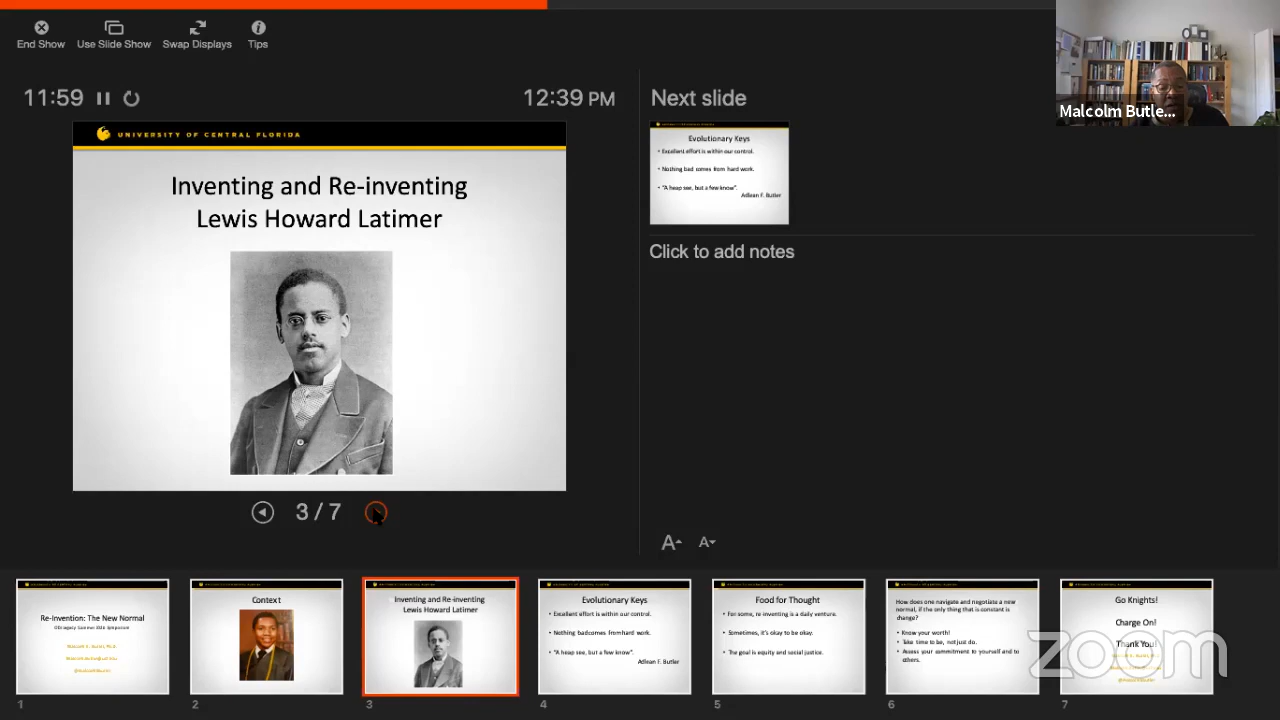 End Show
Use Slide Show
Swap Displays
Tips
Malcolm Butle...
11:59
12:39 PM
Next slide
UNIVERSITY OF CENTRAL FLORIDA
Inventing and Re-inventing
Lewis Howard Latimer
Evolutionary Keys
• Excellent effort is within our control.
• Nothing bad comes from hard work.
• "A heap see, but a few know".
Adlean F. Butler
Click to add notes
3 / 7
A
A
Re-Invention: The New Normal
Context
Inventing and Re-inventing
Lewis Howard Latimer
Evolutionary Keys
• Excellent effort is within our control.
• Nothing badcomes fromhard work.
• "A heap see, but a few know".
Adlean F. Butler
Food for Thought
• For some, re inventing is a daily venture.
• Sometimes, it's okay to be okay.
• The goal is equity and social justice.
How does one navigate and negotiate a new
normal, if the only thing that is constant is
change?
• Know your worth!
• Take time to be, not just do.
• Assess your commitment to yourself and to
others.
Go Knights!
Charge On!
Thank You!
zoom
1
2
3
4
5
6
7